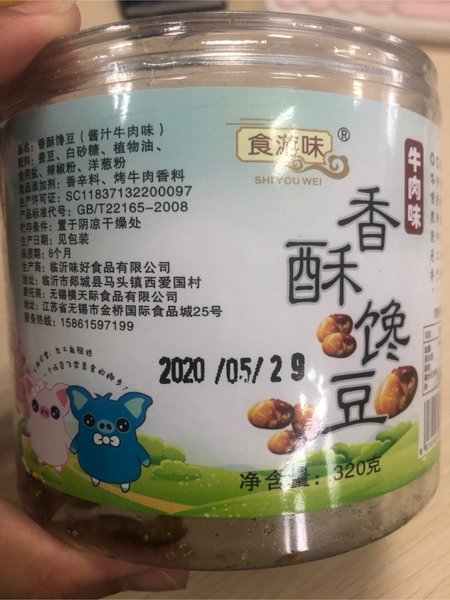 品名：香酥馋豆（酱汁牛肉味）
配料：蚕豆、白砂糖、植物油、
食用盐、辣椒粉、洋葱粉
食品添加剂：香辛料、烤牛肉香料
生产许可证：SC11837132200097
产品标准代号：GB/T22165-2008
贮存条件：置于阴凉干燥处
生产日期：见包装
保质期：8个月
生产商：临沂味好食品有限公司
地址：临沂市郯城县马头镇西爱国村
委托商：无锡横天际食品有限公司
地址：江苏省无锡市金桥国际食品城25号
服务热线：15861597199
2020/05/29
食游味®
SHI YOU WEI
牛肉味
香酥馋豆
净含量：320克